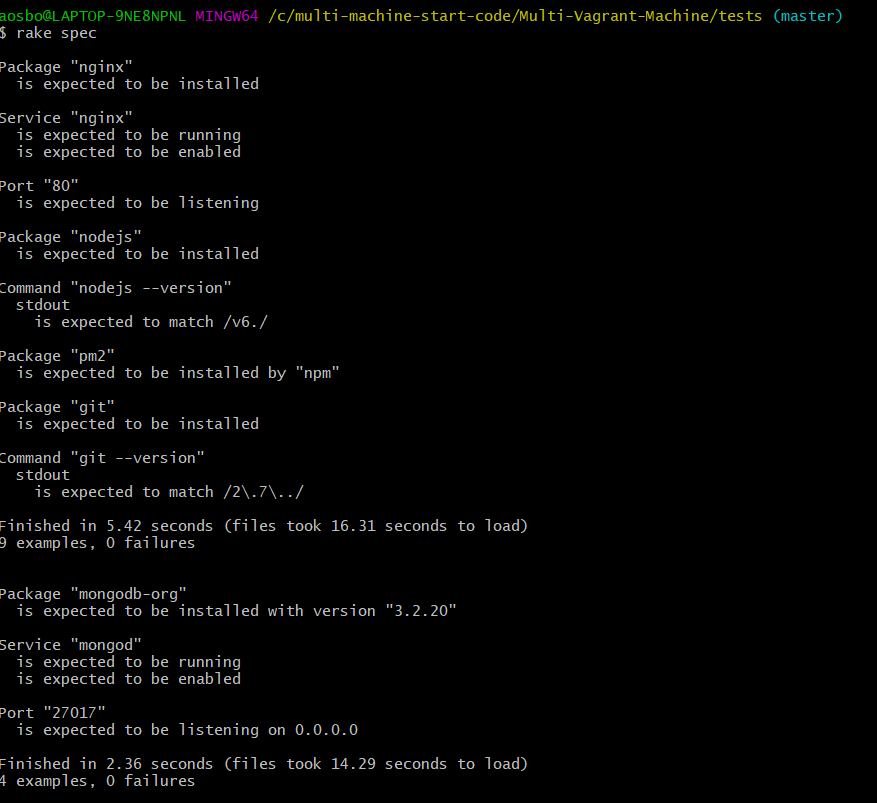 aosbo@LAPTOP-9NE8NPNL MINGW64 /c/multi-machine-start-code/Multi-Vagrant-Machine/tests (master)
$ rake spec
Package "nginx"
is expected to be installed
Service "nginx"
is expected to be running
is expected to be enabled
Port "80"
is expected to be listening
Package "nodejs"
is expected to be installed
Command "nodejs --version"
stdout
is expected to match /v6./
Package "pm2"
is expected to be installed by "npm"
Package "git"
is expected to be installed
Command "git --version"
stdout
is expected to match /2\.7\../
Finished in 5.42 seconds (files took 16.31 seconds to load)
9 examples, 0 failures
Package "mongodb-org"
is expected to be installed with version "3.2.20"
Service "mongod"
is expected to be running
is expected to be enabled
Port "27017"
is expected to be listening on 0.0.0.0
Finished in 2.36 seconds (files took 14.29 seconds to load)
4 examples, 0 failures